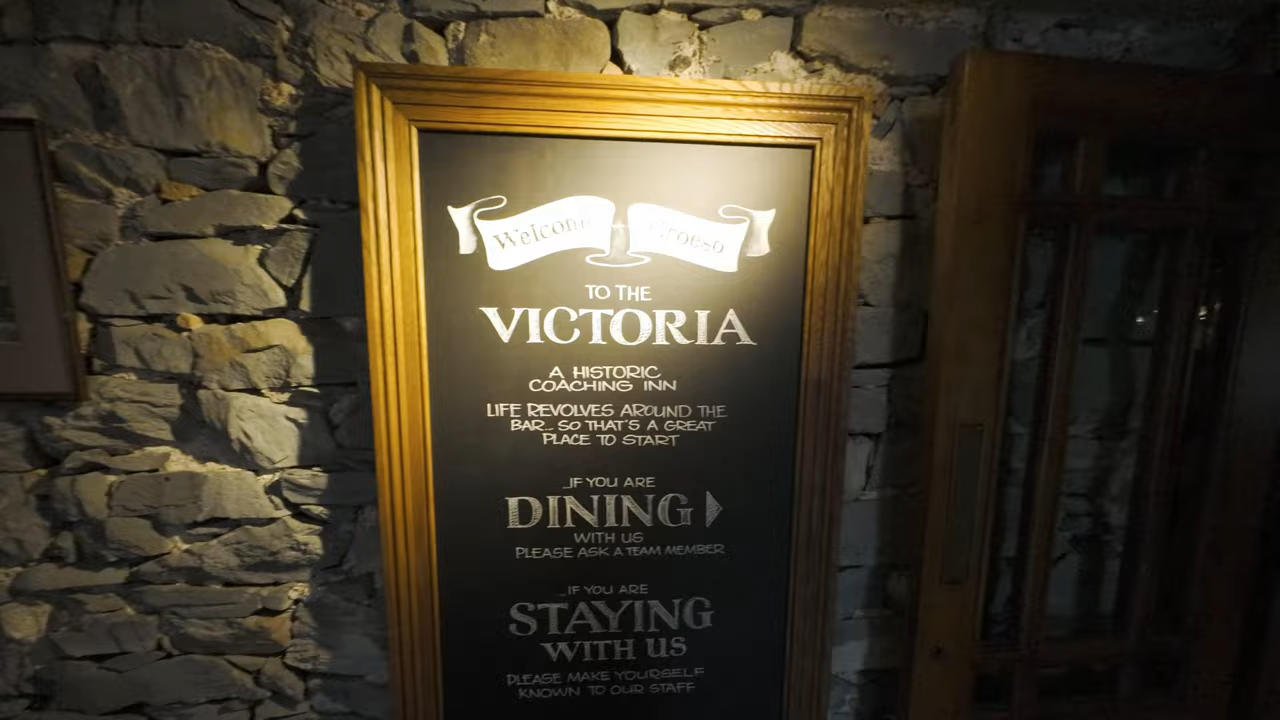 Welcome Croeso
TO THE
VICTORIA
A HISTORIC
COACHING INN
LIFE REVOLVES AROUND THE
BAR... SO THAT'S A GREAT
PLACE TO START
...IF YOU ARE
DINING
WITH US
PLEASE ASK A TEAM MEMBER
...IF YOU ARE
STAYING
WITH US
PLEASE MAKE YOURSELF
KNOWN TO OUR STAFF